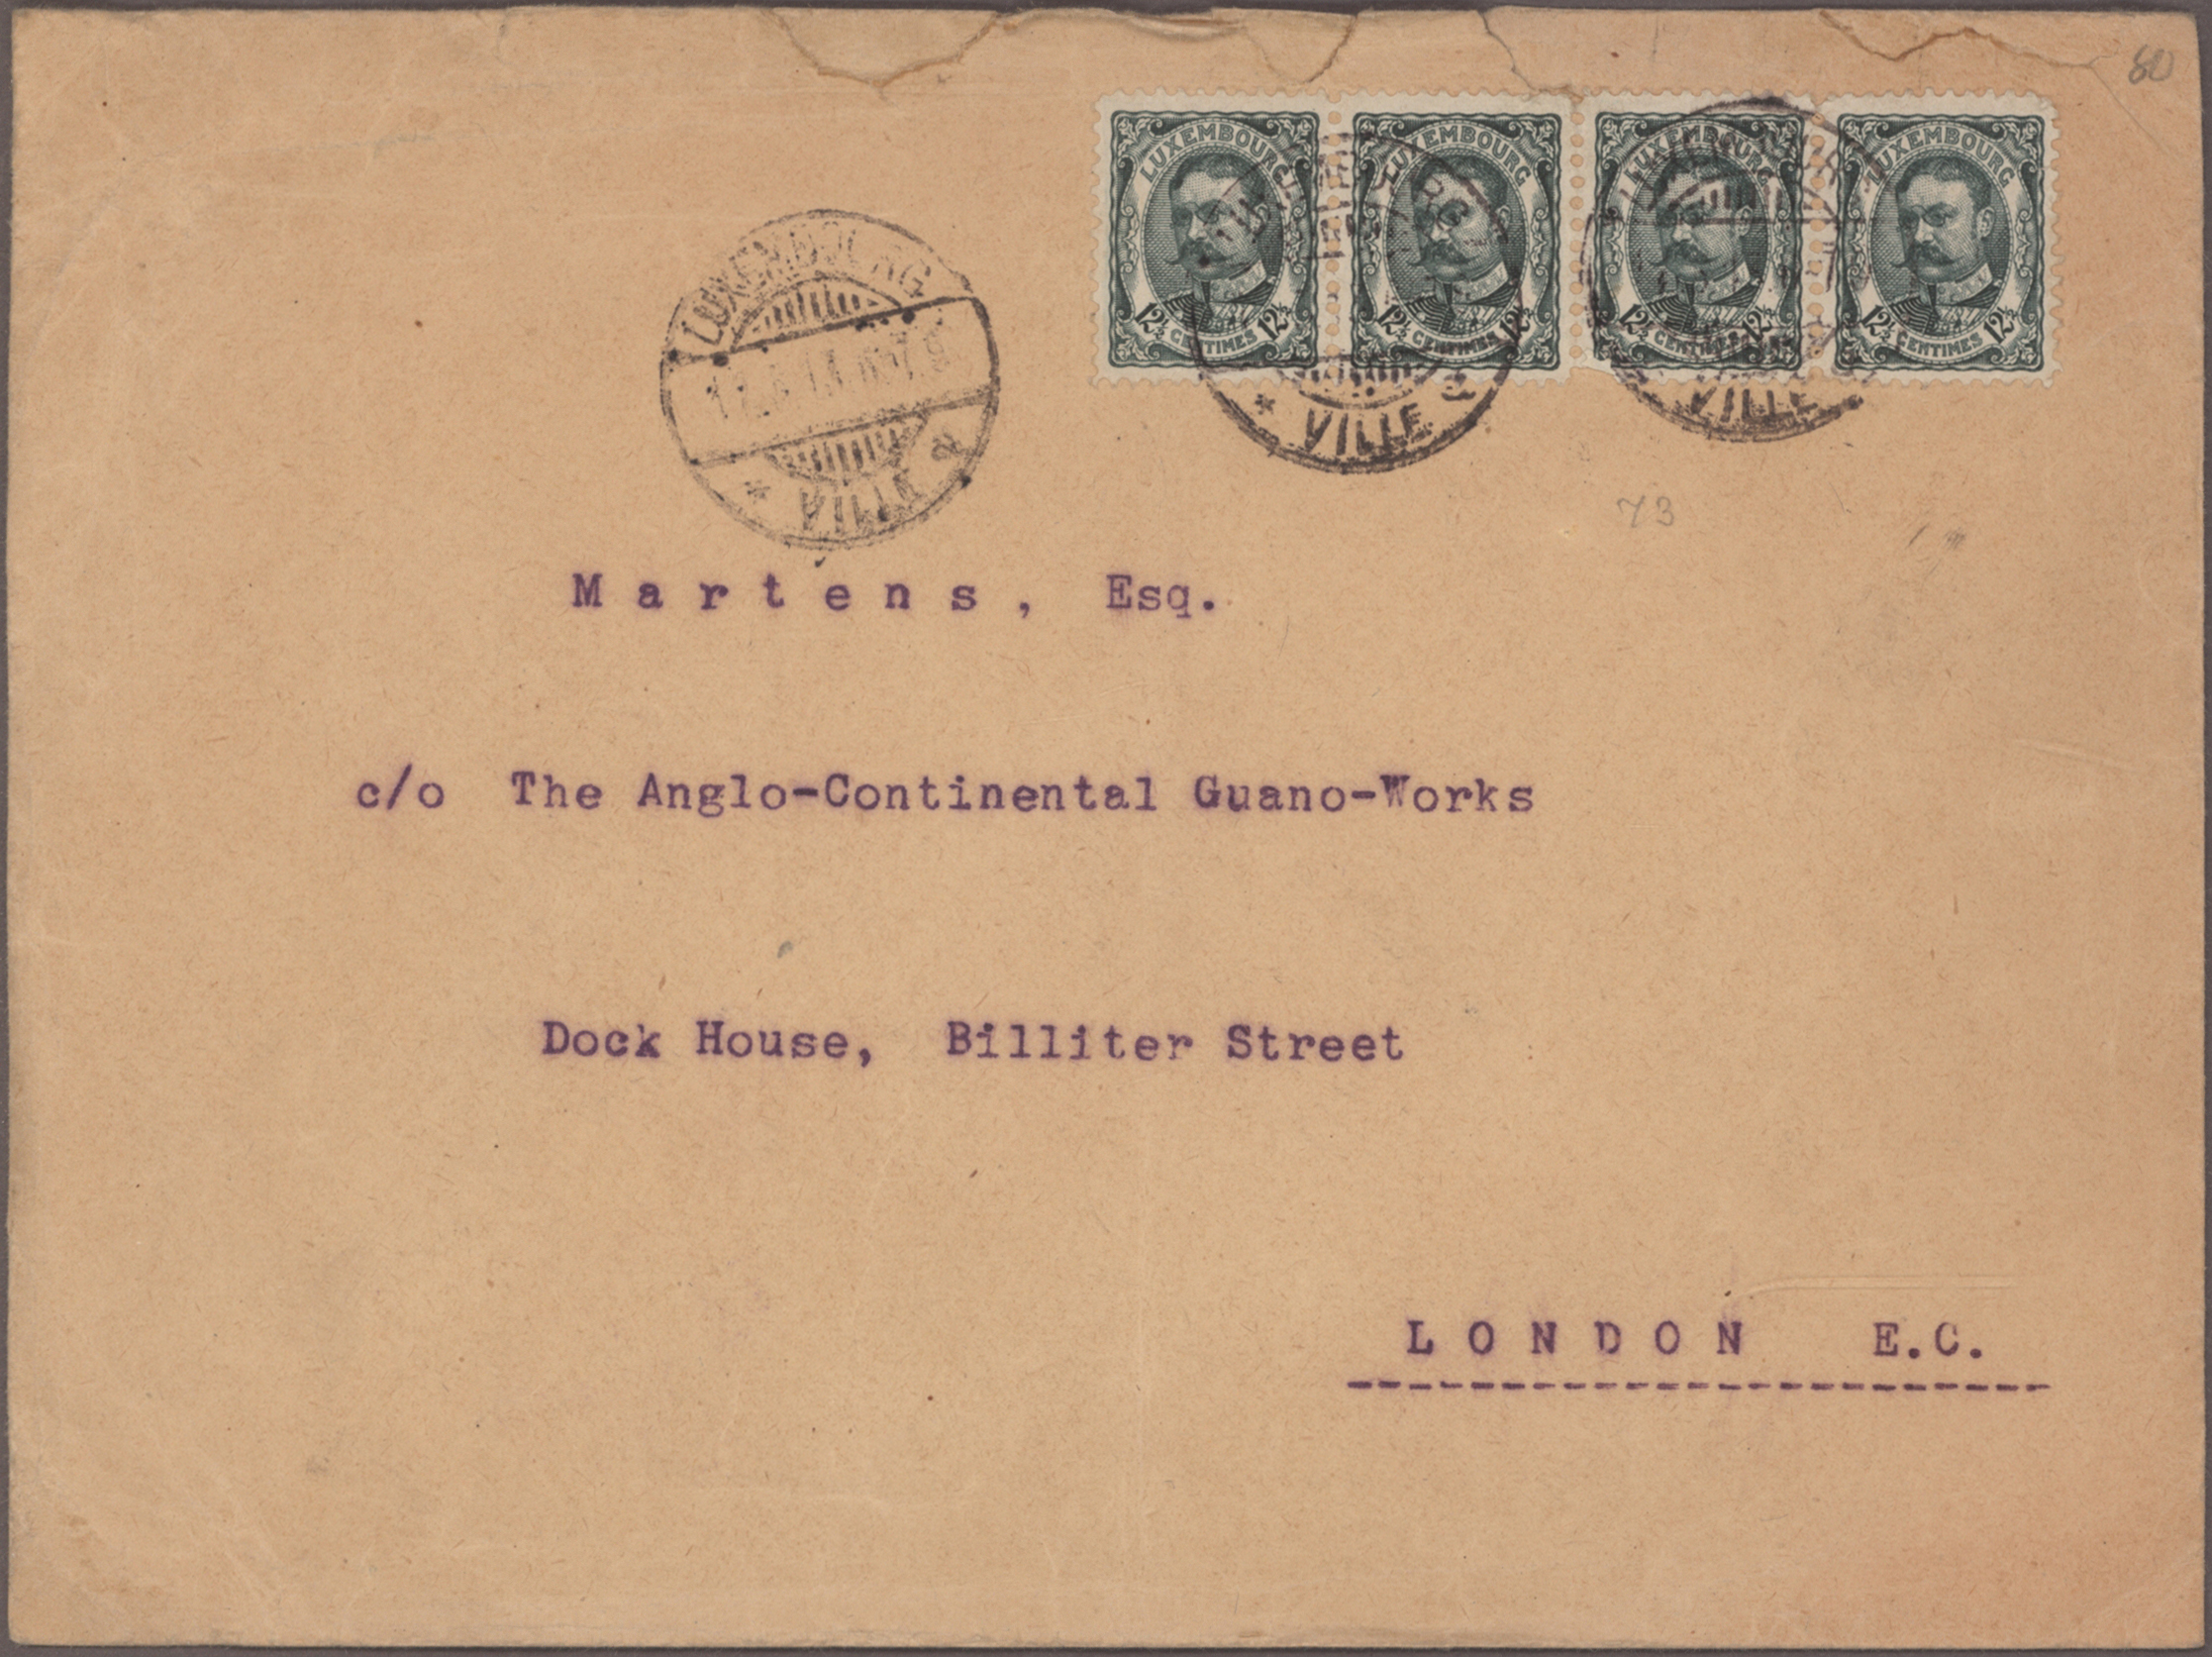 80
LUXEMBOURG LUXEMBOURG LUXEMBOURG LUXEMBOURG
12½ CENTIMES 12½ 12½ CENTIMES 12½ 12½ CENTIMES 12½ 12½ CENTIMES 12½
LUXEMBOURG
* VILLE a
* VILLE a
VILLE
73
Martens, Esq.
c/o The Anglo-Continental Guano-Works
Dock House, Billiter Street
LONDON E.C.